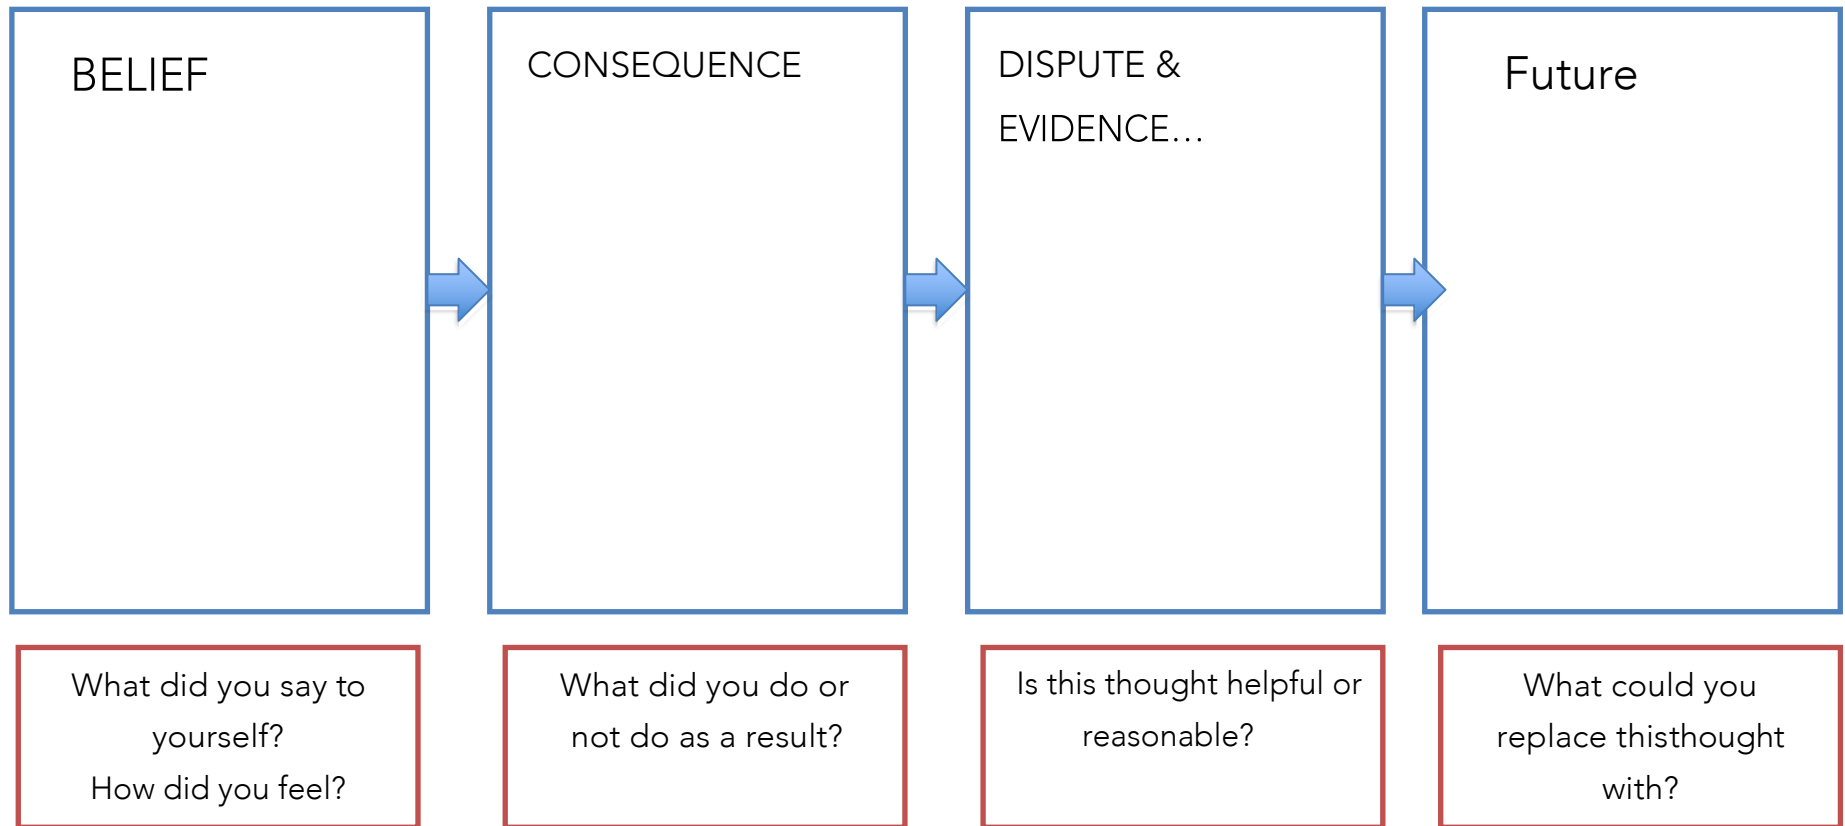 BELIEF
CONSEQUENCE
DISPUTE &
EVIDENCE…
Future
What did you say to
yourself?
How did you feel?
What did you do or
not do as a result?
Is this thought helpful or
reasonable?
What could you
replace thisthought
with?